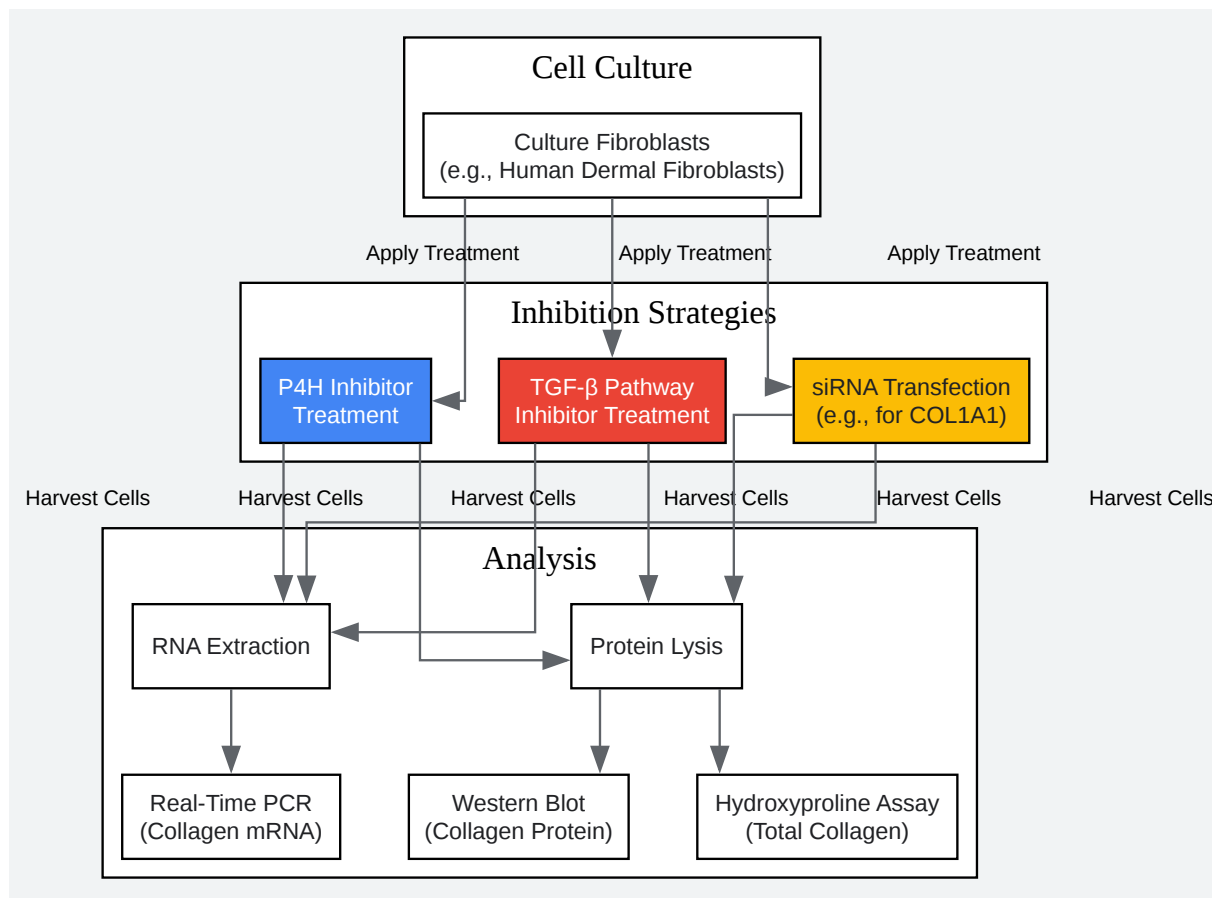 Cell Culture
Culture Fibroblasts
(e.g., Human Dermal Fibroblasts)
Apply Treatment
Apply Treatment
Apply Treatment
Inhibition Strategies
P4H Inhibitor
Treatment
TGF-β Pathway
Inhibitor Treatment
siRNA Transfection
(e.g., for COL1A1)
Harvest Cells
Harvest Cells
Harvest Cells
Harvest Cells
Harvest Cells
Harvest Cells
Analysis
RNA Extraction
Protein Lysis
Real-Time PCR
(Collagen mRNA)
Western Blot
(Collagen Protein)
Hydroxyproline Assay
(Total Collagen)